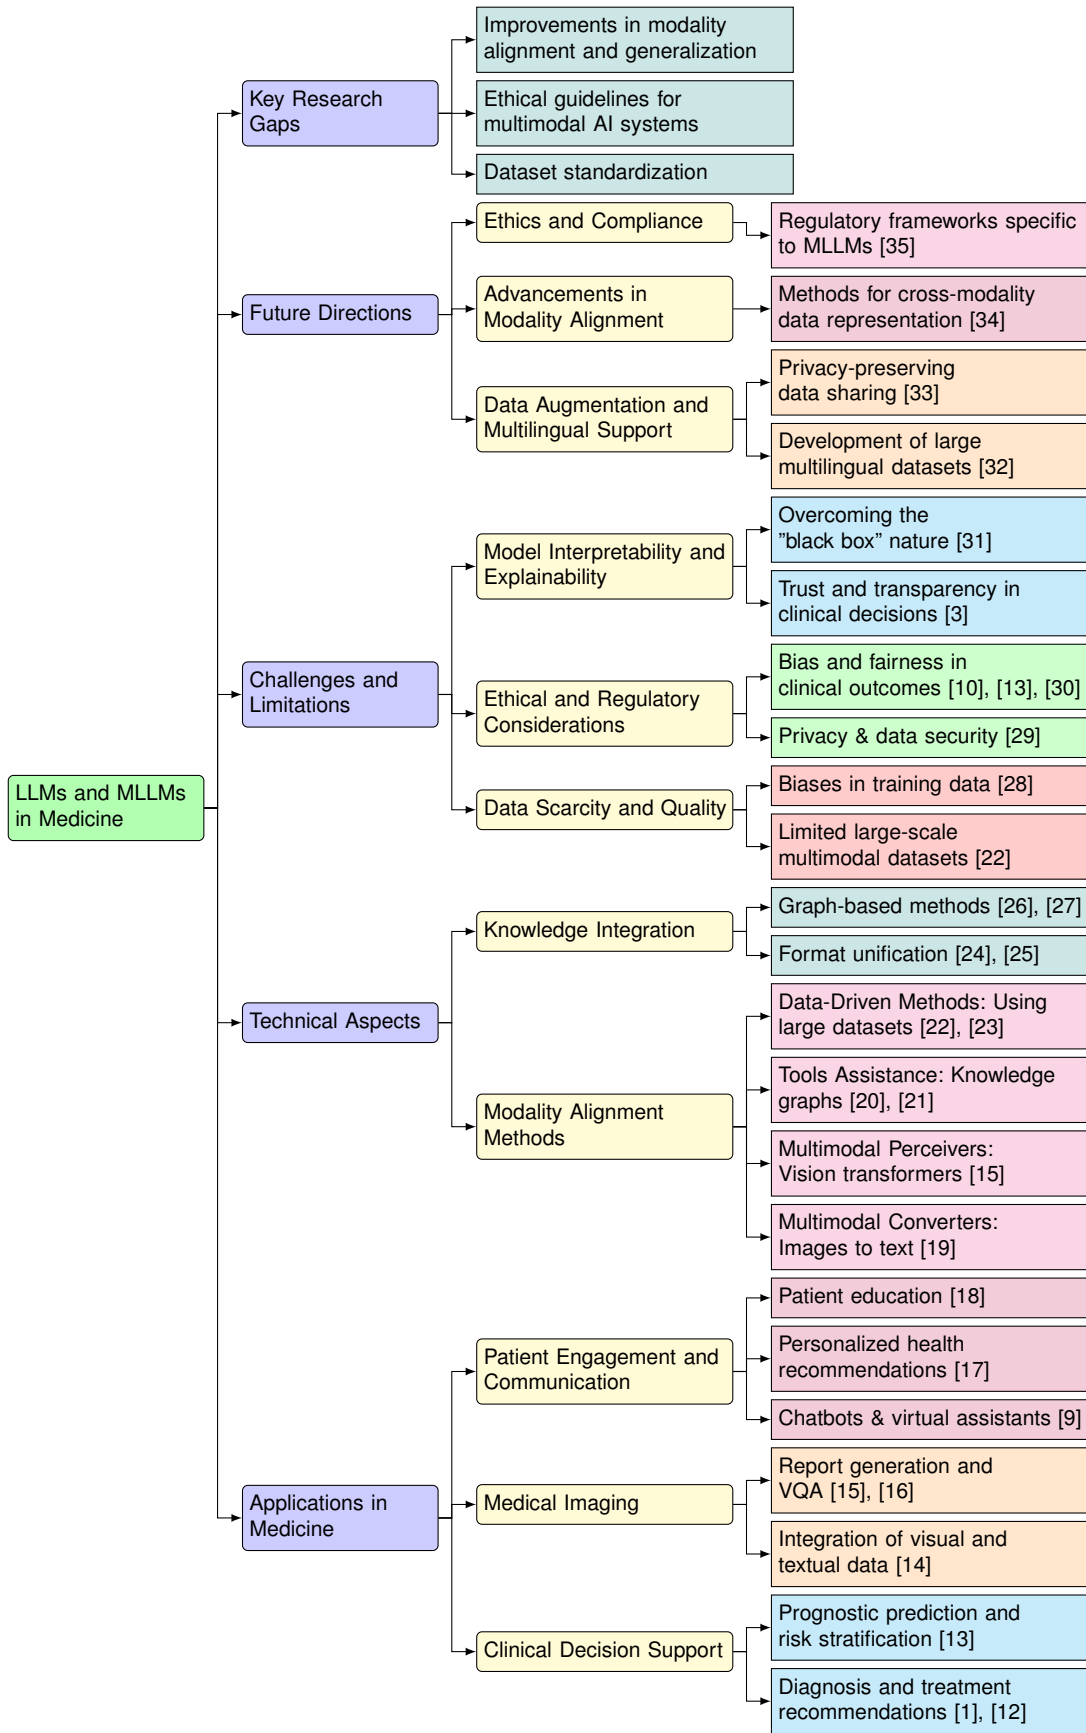 Improvements in modality
alignment and generalization
Key Research
Gaps
Ethical guidelines for
multimodal AI systems
Dataset standardization
Ethics and Compliance
Regulatory frameworks specific
to MLLMs [35]
Future Directions
Advancements in
Modality Alignment
Methods for cross-modality
data representation [34]
Data Augmentation and
Multilingual Support
Privacy-preserving
data sharing [33]
Development of large
multilingual datasets [32]
Model Interpretability and
Explainability
Overcoming the
”black box” nature [31]
Trust and transparency in
clinical decisions [3]
Challenges and
Limitations
Ethical and Regulatory
Considerations
Bias and fairness in
clinical outcomes [10], [13], [30]
Privacy & data security [29]
LLMs and MLLMs
in Medicine
Data Scarcity and Quality
Biases in training data [28]
Limited large-scale
multimodal datasets [22]
Knowledge Integration
Graph-based methods [26], [27]
Format unification [24], [25]
Technical Aspects
Modality Alignment
Methods
Data-Driven Methods: Using
large datasets [22], [23]
Tools Assistance: Knowledge
graphs [20], [21]
Multimodal Perceivers:
Vision transformers [15]
Multimodal Converters:
Images to text [19]
Patient Engagement and
Communication
Patient education [18]
Personalized health
recommendations [17]
Chatbots & virtual assistants [9]
Applications in
Medicine
Medical Imaging
Report generation and
VQA [15], [16]
Integration of visual and
textual data [14]
Clinical Decision Support
Prognostic prediction and
risk stratification [13]
Diagnosis and treatment
recommendations [1], [12]